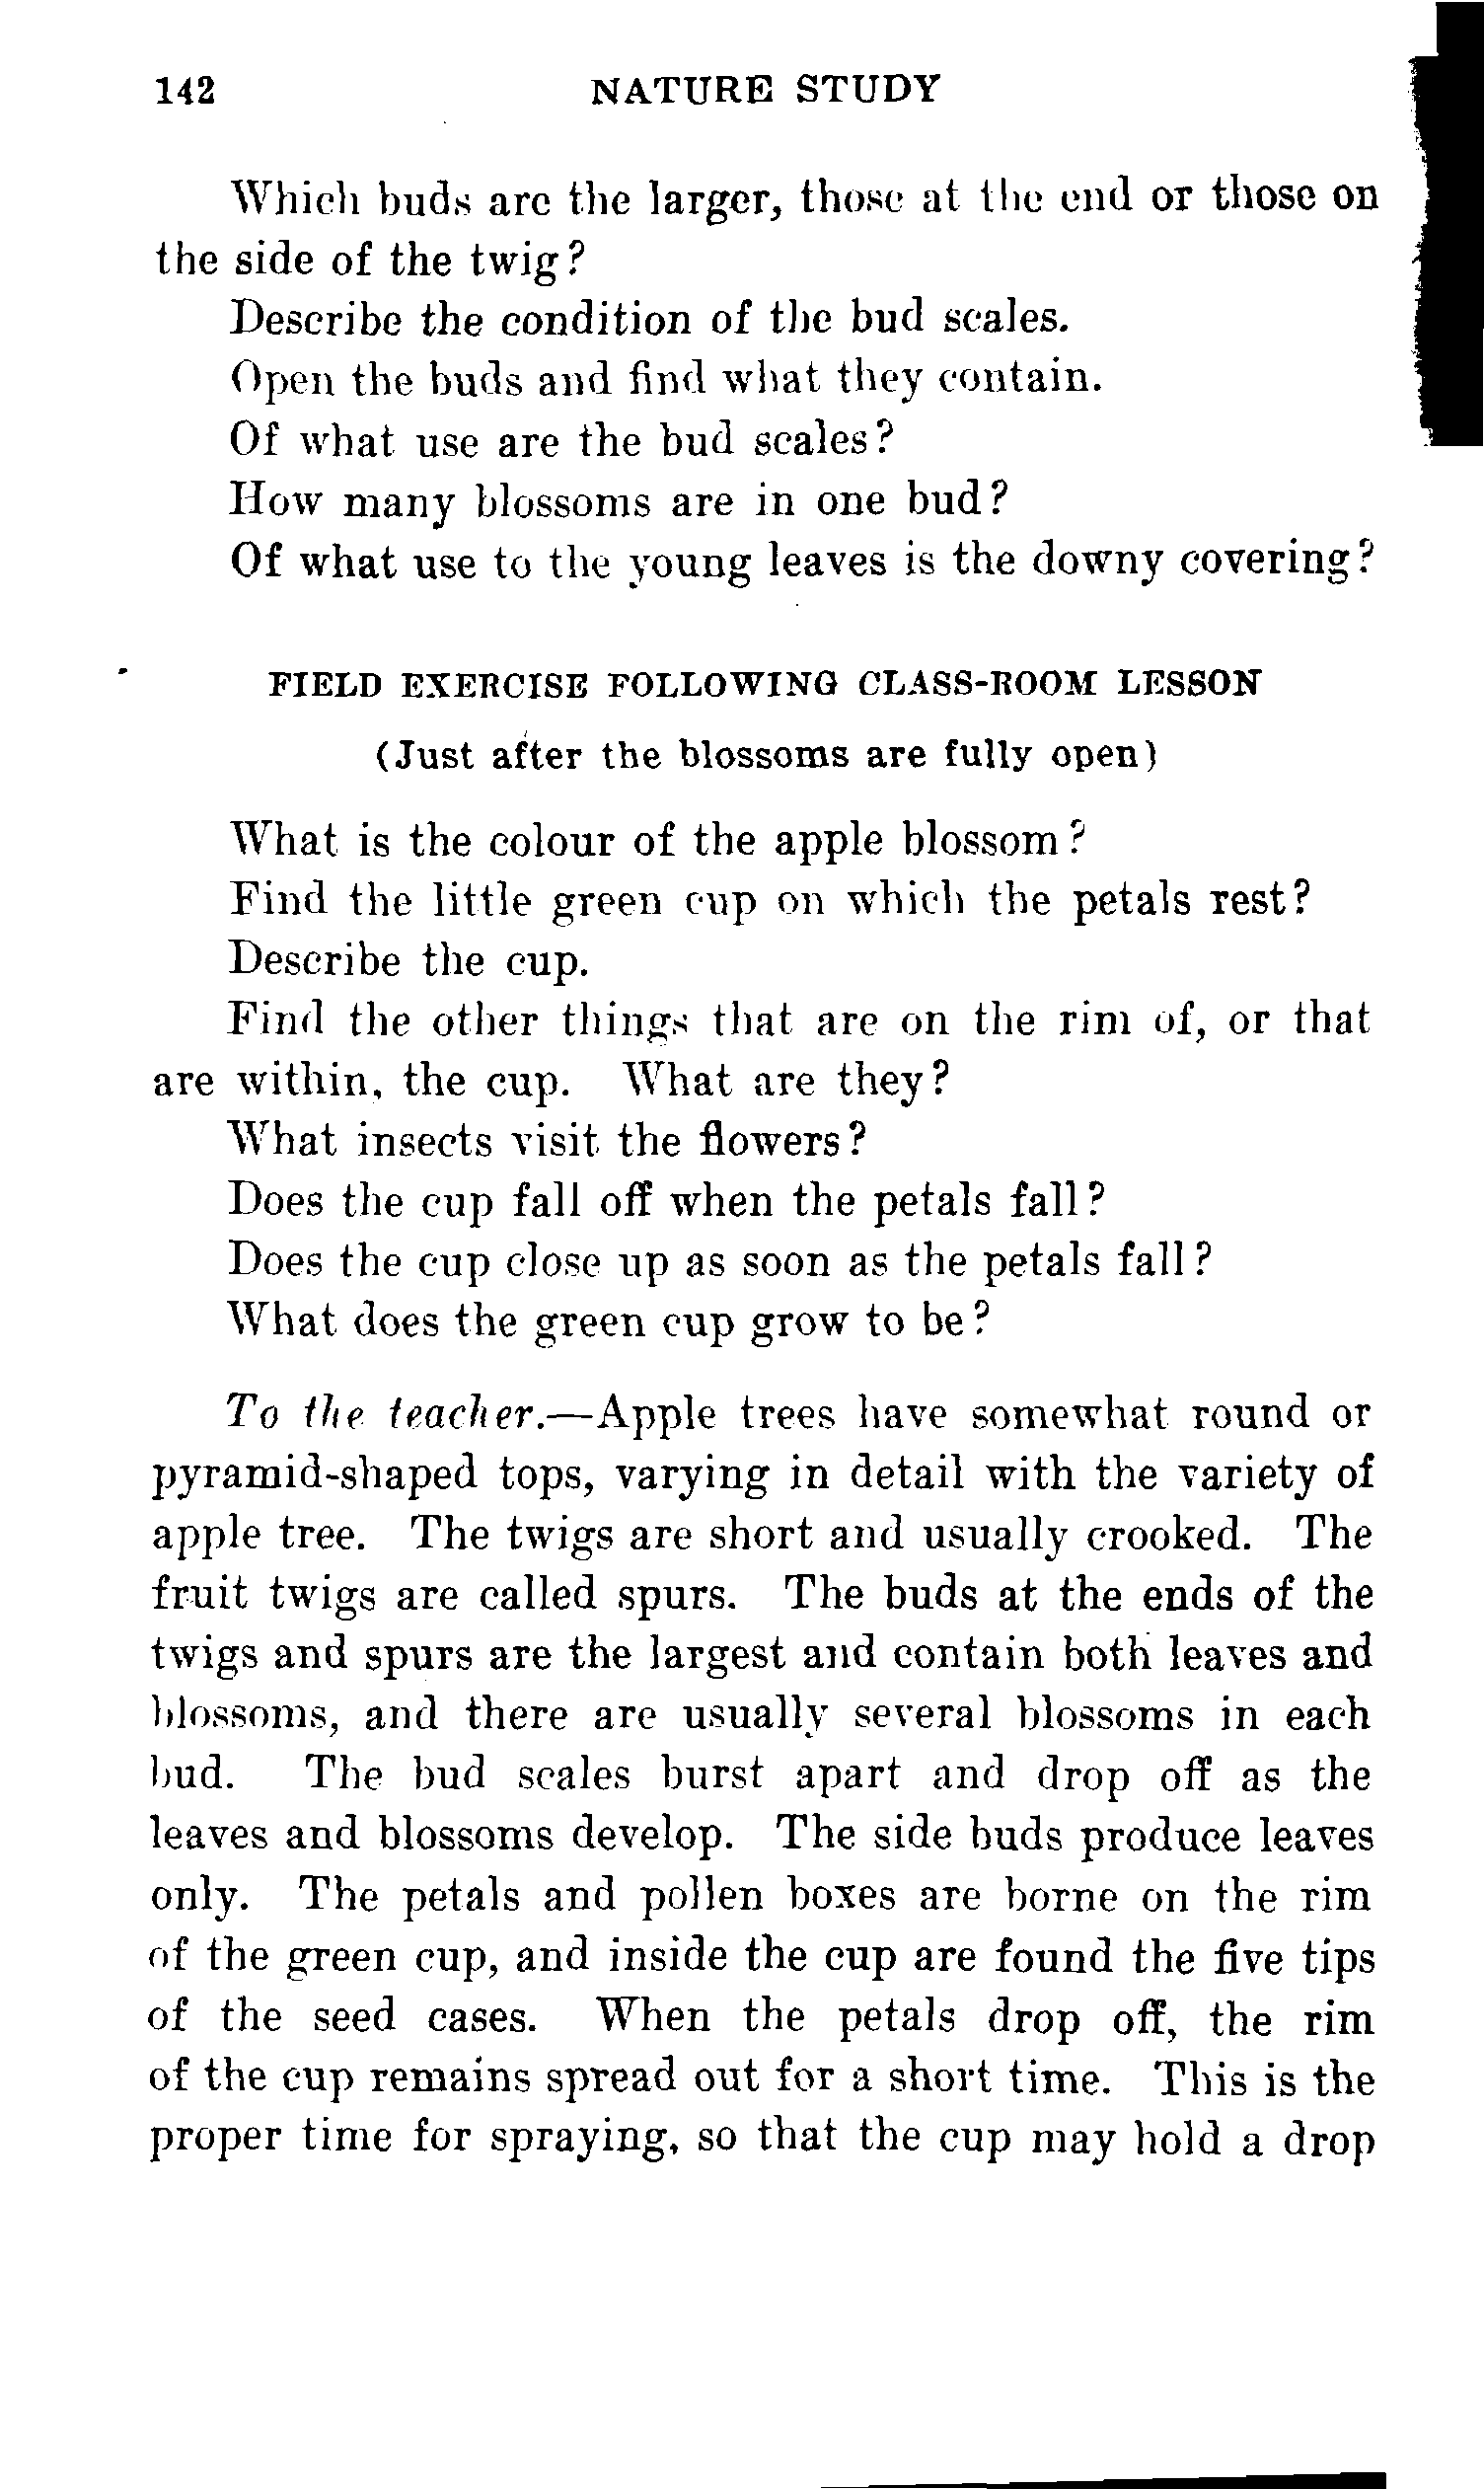 142 NATURE STUDY
Which buds are the larger, those at the end or those on
the side of the twig?
Describe the condition of the bud scales.
Open the buds and find what they contain.
Of what use are the bud scales?
How many blossoms are in one bud?
Of what use to the young leaves is the downy covering?
FIELD EXERCISE FOLLOWING CLASS-ROOM LESSON
(Just after the blossoms are fully open)
What is the colour of the apple blossom?
Find the little green cup on which the petals rest?
Describe the cup.
Find the other things that are on the rim of, or that
are within, the cup. What are they?
What insects visit the flowers?
Does the cup fall off when the petals fall?
Does the cup close up as soon as the petals fall?
What does the green cup grow to be?
To the teacher.—Apple trees have somewhat round or
pyramid-shaped tops, varying in detail with the variety of
apple tree. The twigs are short and usually crooked. The
fruit twigs are called spurs. The buds at the ends of the
twigs and spurs are the largest and contain both leaves and
blossoms, and there are usually several blossoms in each
bud. The bud scales burst apart and drop off as the
leaves and blossoms develop. The side buds produce leaves
only. The petals and pollen boxes are borne on the rim
of the green cup, and inside the cup are found the five tips
of the seed cases. When the petals drop off, the rim
of the cup remains spread out for a short time. This is the
proper time for spraying, so that the cup may hold a drop